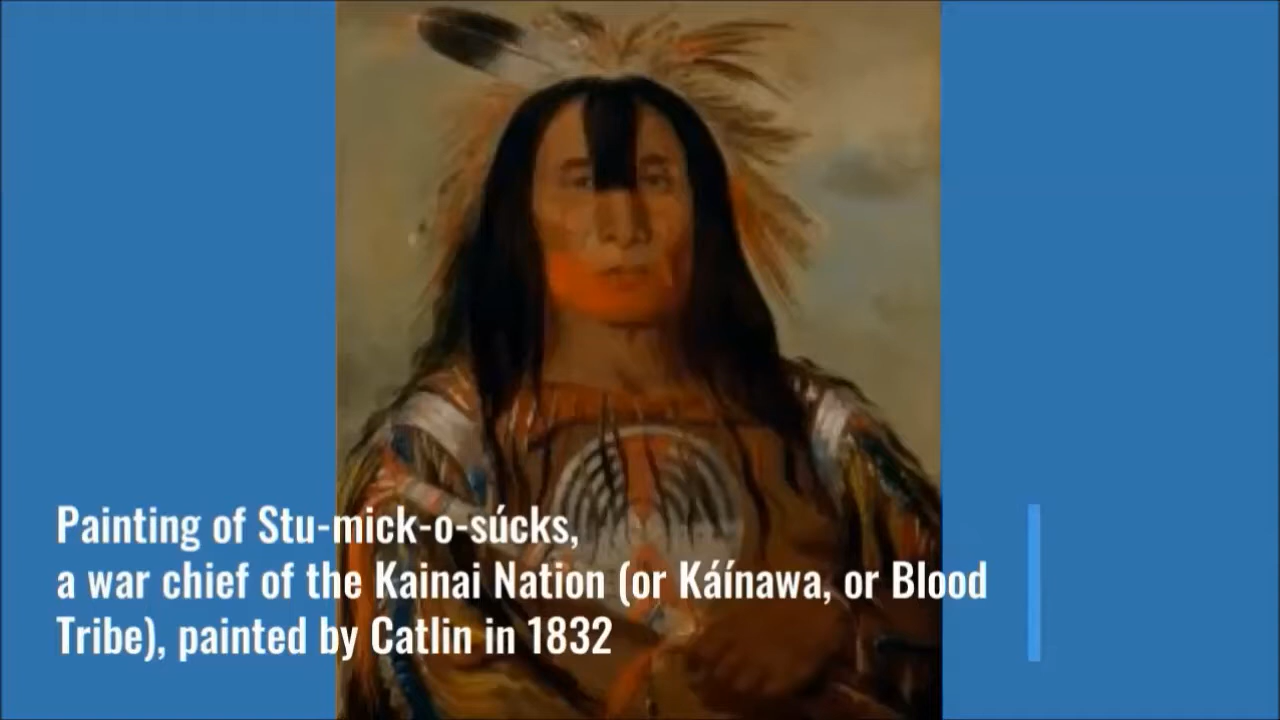 Painting of Stu-mick-o-súcks,
a war chief of the Kainai Nation (or Káínawa, or Blood
Tribe), painted by Catlin in 1832